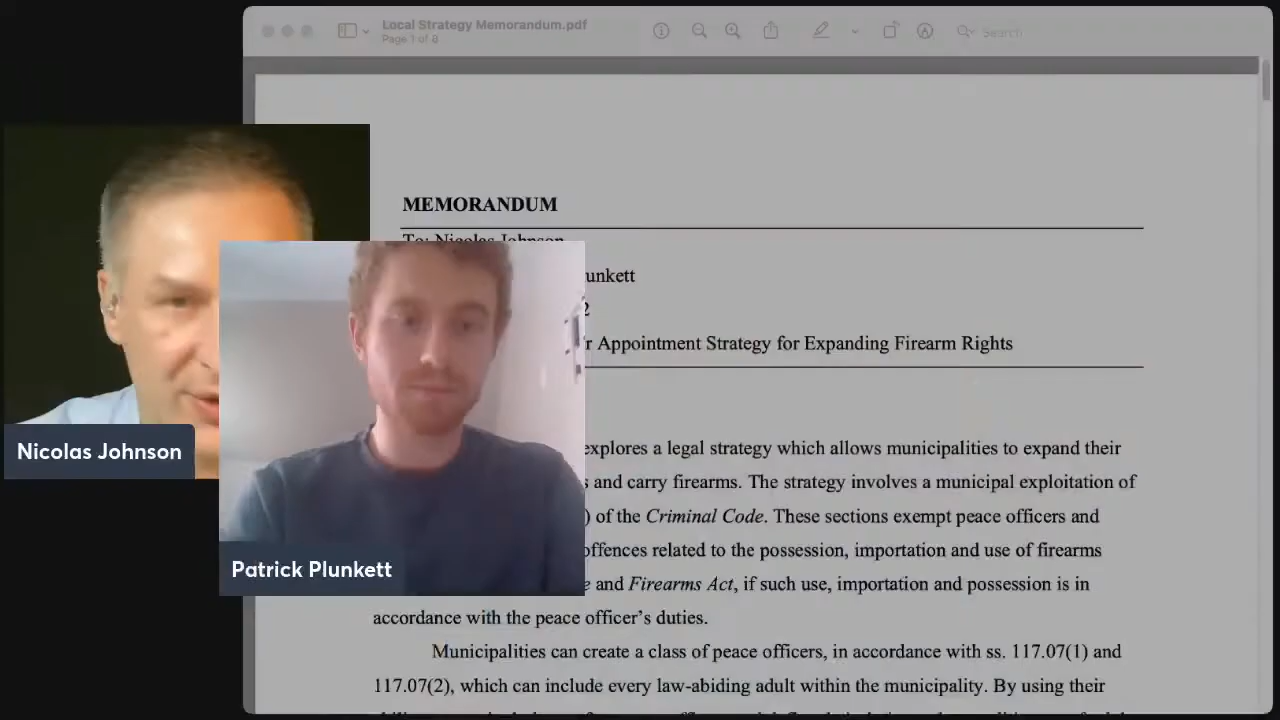 Local Strategy Memorandum.pdf
Page 1 of 8
Search
MEMORANDUM
To: Nicolas Johnson
unkett
2
r Appointment Strategy for Expanding Firearm Rights
explores a legal strategy which allows municipalities to expand their
s and carry firearms. The strategy involves a municipal exploitation of
) of the Criminal Code. These sections exempt peace officers and
offences related to the possession, importation and use of firearms
e and Firearms Act, if such use, importation and possession is in
accordance with the peace officer's duties.
Municipalities can create a class of peace officers, in accordance with ss. 117.07(1) and
117.07(2), which can include every law-abiding adult within the municipality. By using their
Nicolas Johnson
Patrick Plunkett